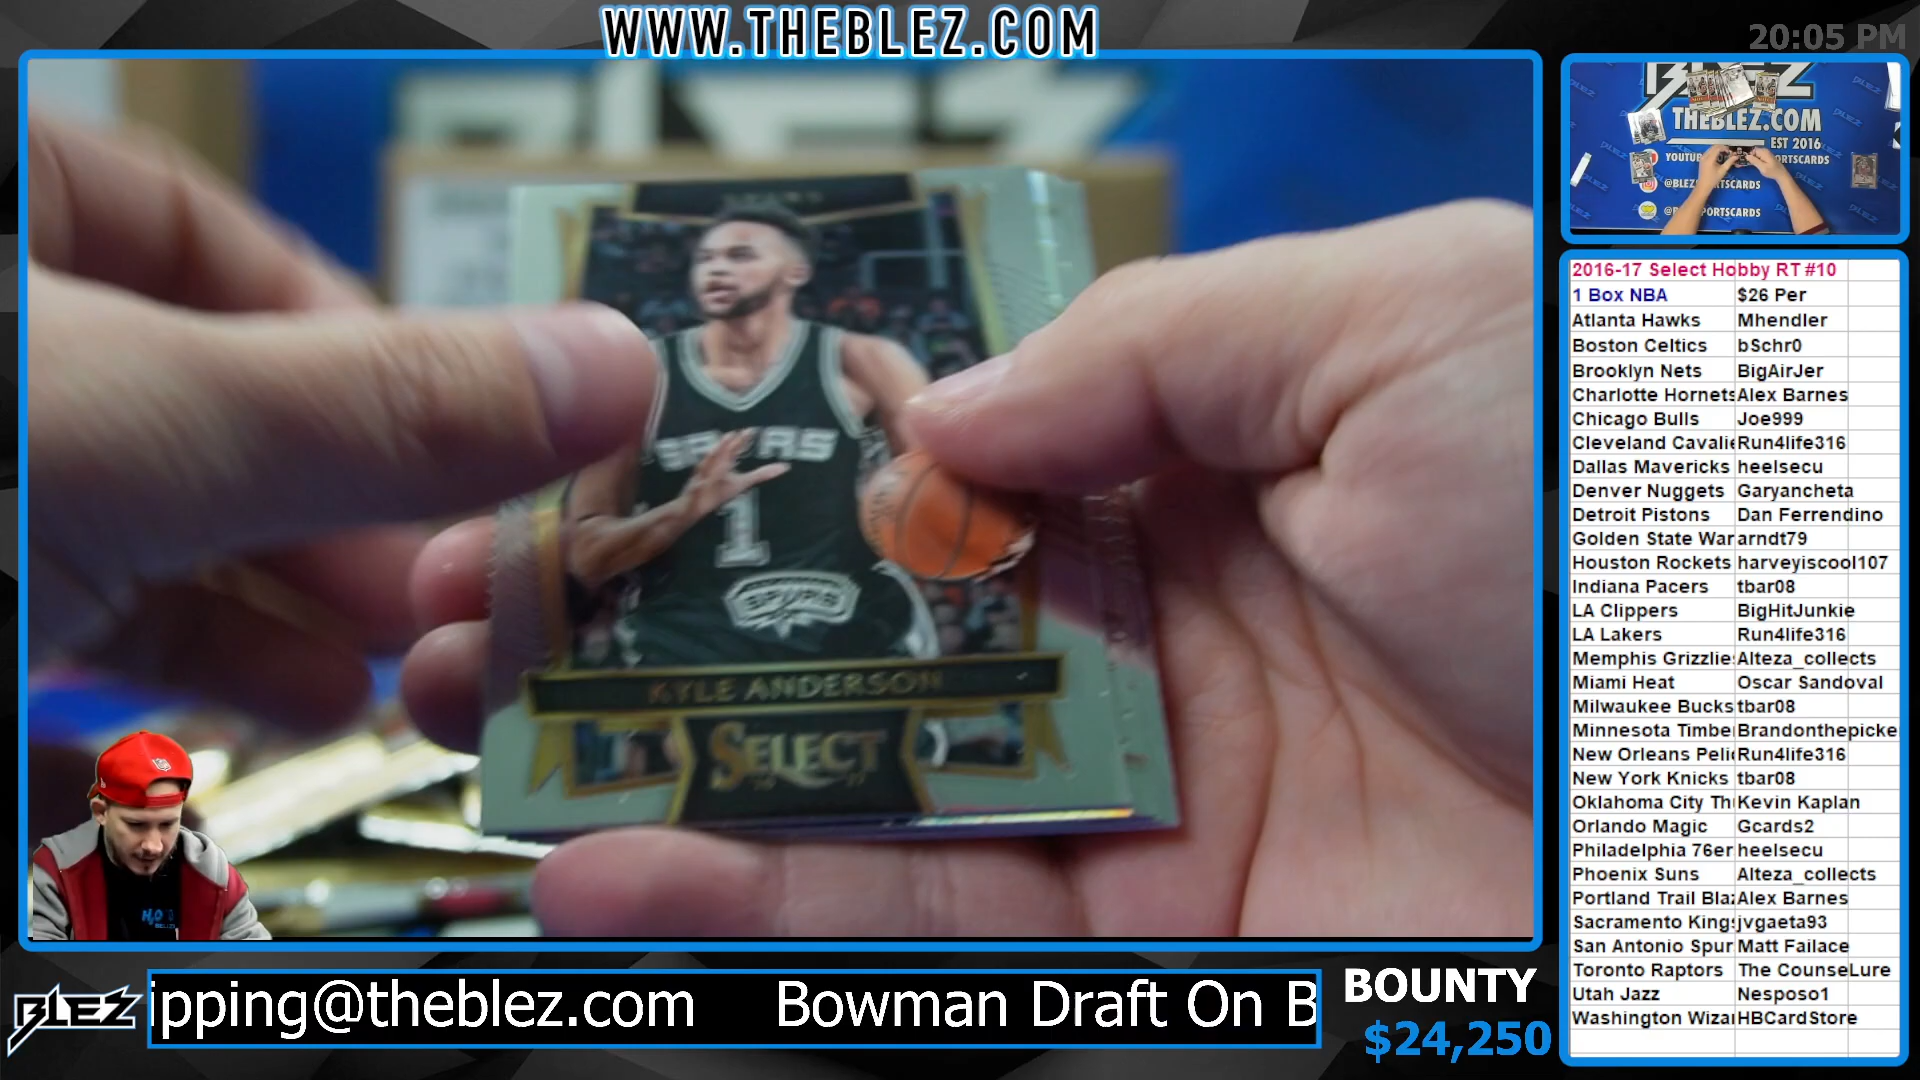 WWW.THEBLEZ.COM
20:05 PM
BLEZ
THEBLEZ.COM
EST 2016
SPURS
1
SPURS
KYLE ANDERSON
SELECT
2016-17 Select Hobby RT #10
1 Box NBA $26 Per
Atlanta Hawks Mhendler
Boston Celtics bSchr0
Brooklyn Nets BigAirJer
Charlotte Hornets Alex Barnes
Chicago Bulls Joe999
Cleveland Cavalie Run4life316
Dallas Mavericks heelsecu
Denver Nuggets Garyancheta
Detroit Pistons Dan Ferrendino
Golden State War arndt79
Houston Rockets harveyiscool107
Indiana Pacers tbar08
LA Clippers BigHitJunkie
LA Lakers Run4life316
Memphis Grizzlie Alteza_collects
Miami Heat Oscar Sandoval
Milwaukee Bucks tbar08
Minnesota Timbe Brandonthepicke
New Orleans Peli Run4life316
New York Knicks tbar08
Oklahoma City Th Kevin Kaplan
Orlando Magic Gcards2
Philadelphia 76er heelsecu
Phoenix Suns Alteza_collects
Portland Trail Blaz Alex Barnes
Sacramento Kings jvgaeta93
San Antonio Spur Matt Failace
Toronto Raptors The CounseLure
Utah Jazz Nesposo1
Washington Wizar HBCardStore
BLEZ
ipping@theblez.com Bowman Draft On B
BOUNTY
$24,250